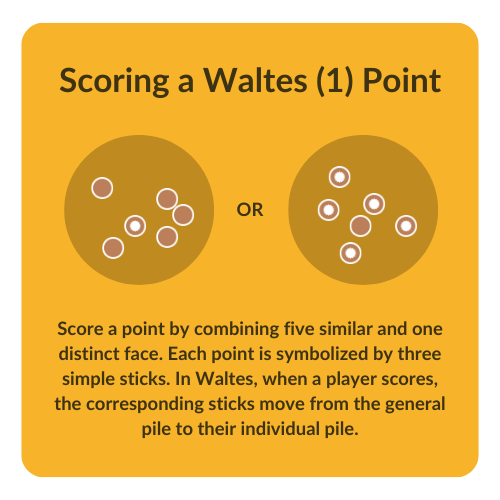 Scoring a Waltes (1) Point
OR
Score a point by combining five similar and one
distinct face. Each point is symbolized by three
simple sticks. In Waltes, when a player scores,
the corresponding sticks move from the general
pile to their individual pile.